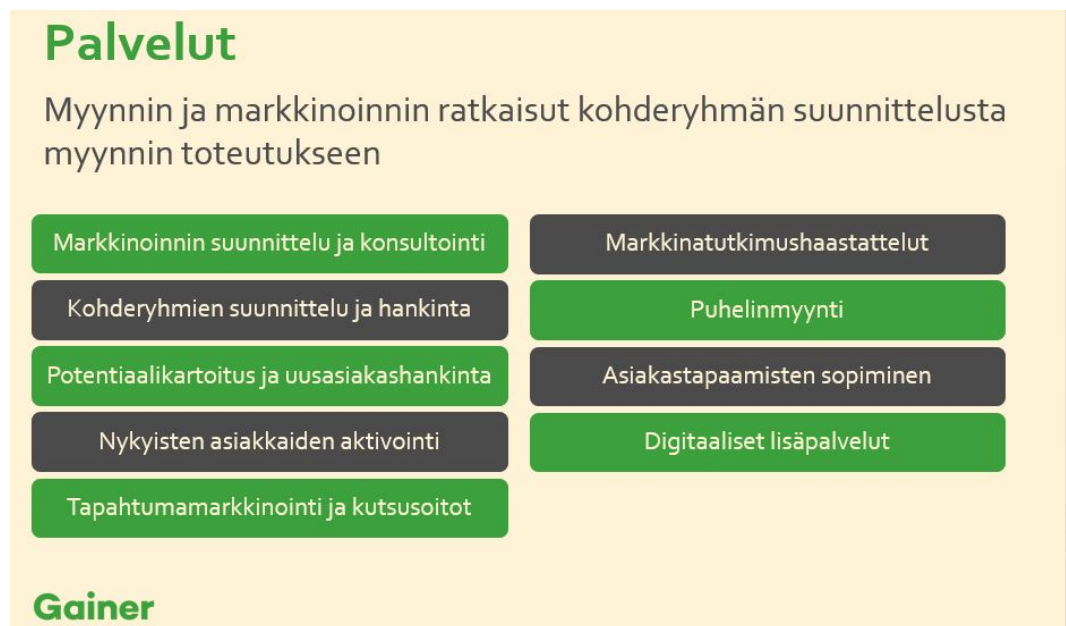 Palvelut
Myynnin ja markkinoinnin ratkaisut kohderyhmän suunnittelusta
myynnin toteutukseen
Markkinoinnin suunnittelu ja konsultointi
Kohderyhmien suunnittelu ja hankinta
Potentiaalikartoitus ja uusasiakashankinta
Nykyisten asiakkaiden aktivointi
Tapahtumamarkkinointi ja kutsusoitot
Markkinatutkimushaastattelut
Puhelinmyynti
Asiakastapaamisten sopiminen
Digitaaliset lisäpalvelut
Gainer